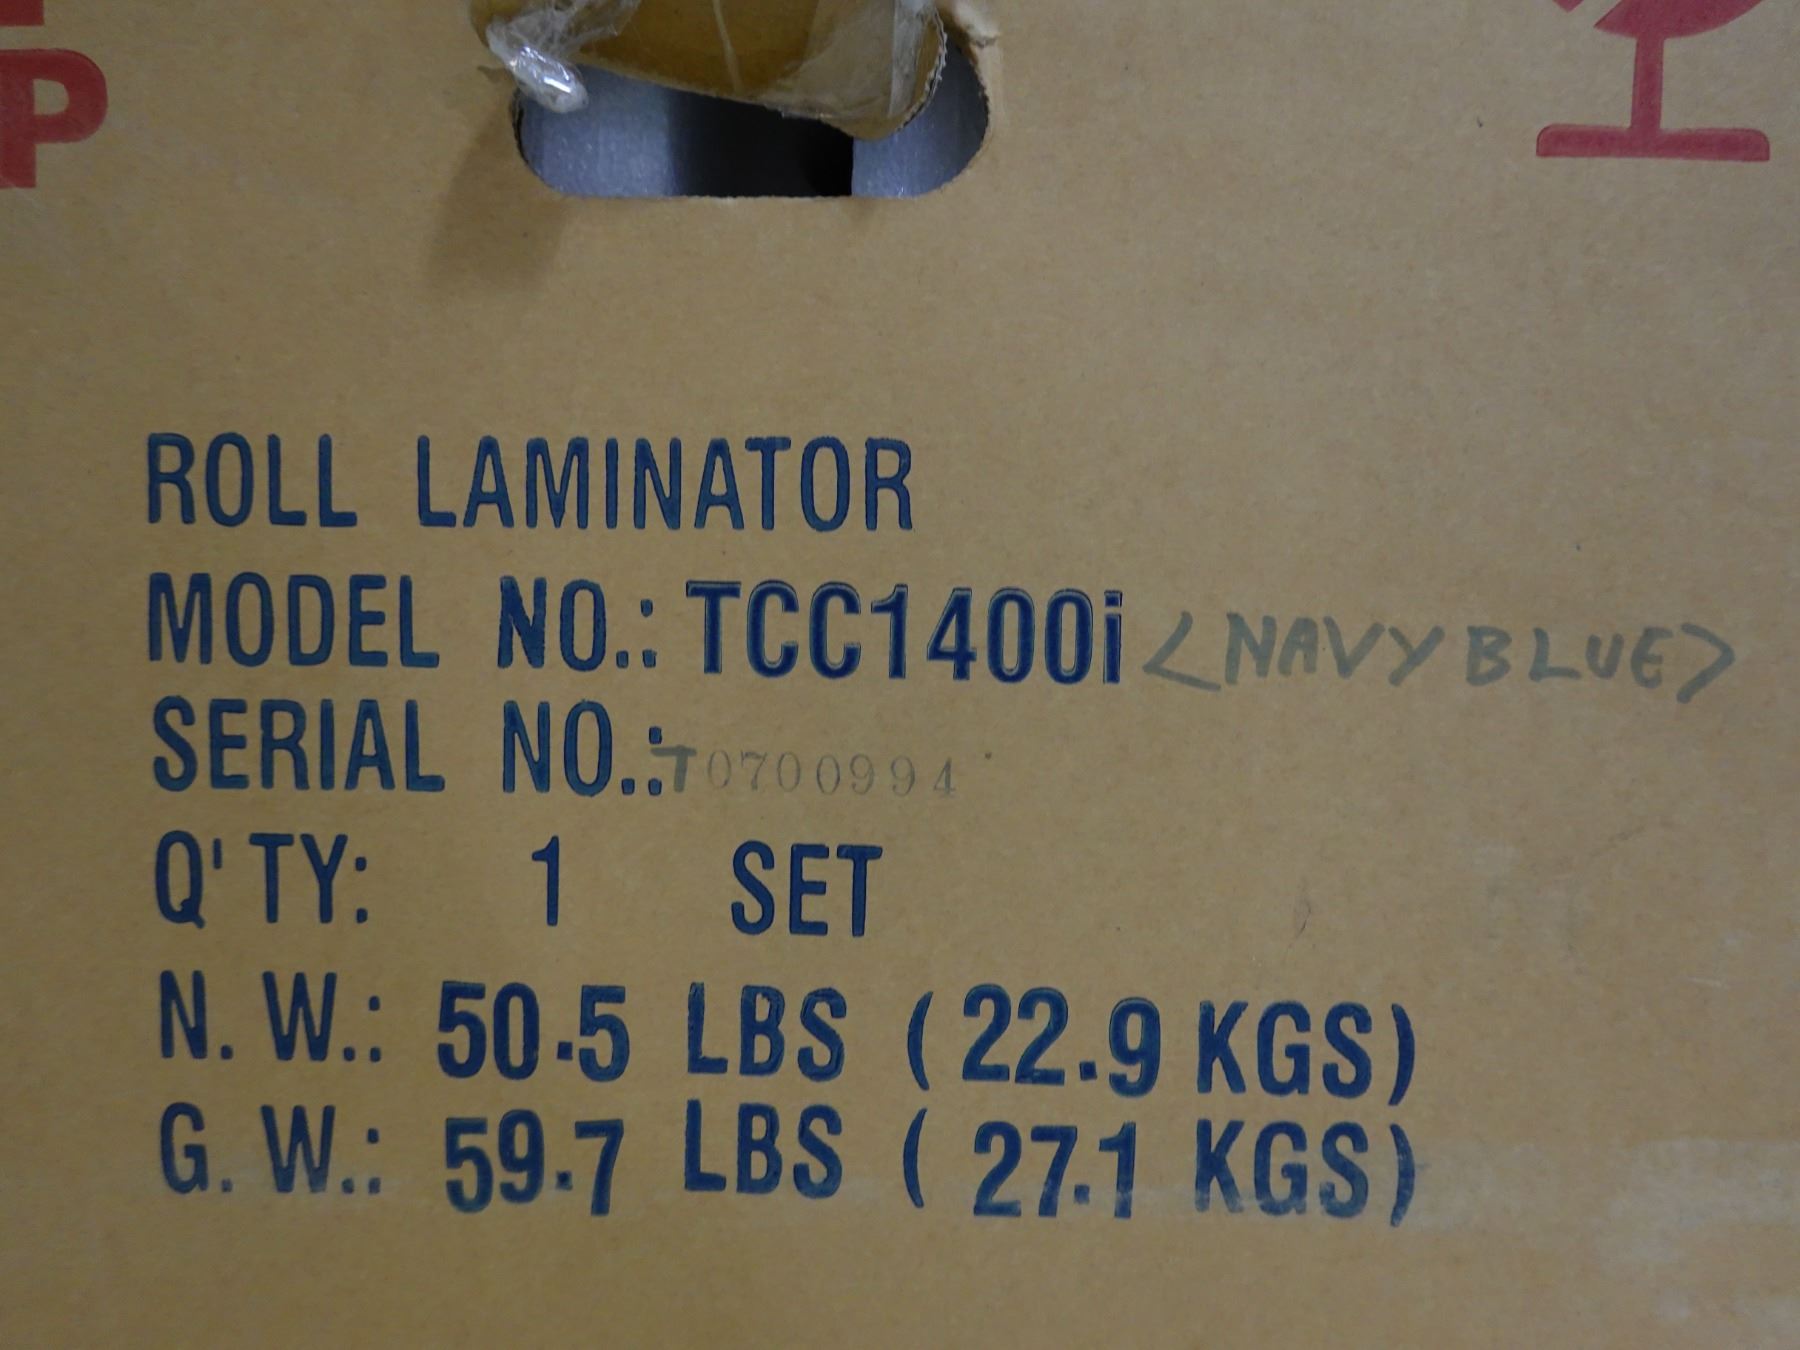 P
ROLL LAMINATOR
MODEL NO.: TCC1400i <NAVY BLUE>
SERIAL NO.: T0700994
Q'TY: 1 SET
N. W.: 50.5 LBS ( 22.9 KGS)
G. W.: 59.7 LBS ( 27.1 KGS)